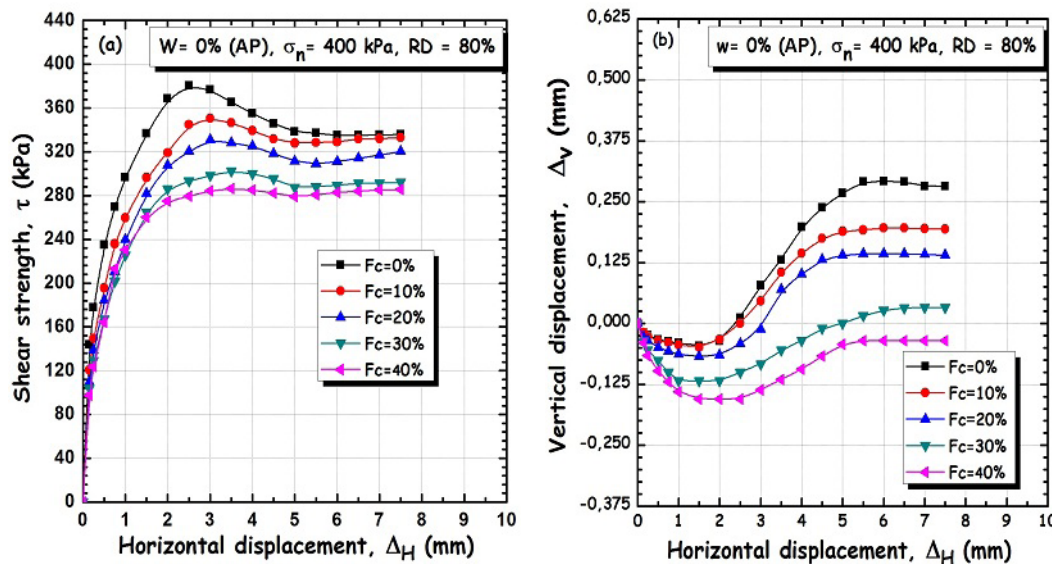 (a)
W = 0% (AP), σn= 400 kPa, RD = 80%
Shear strength, τ (kPa)
440
400
360
320
280
240
200
160
120
80
40
0
Fc=0%
Fc=10%
Fc=20%
Fc=30%
Fc=40%
0 1 2 3 4 5 6 7 8 9 10
Horizontal displacement, ΔH (mm)
(b)
w= 0% (AP), σn= 400 kPa, RD = 80%
Vertical displacement, Δv (mm)
0,625
0,500
0,375
0,250
0,125
0,000
-0,125
-0,250
-0,375
Fc=0%
Fc=10%
Fc=20%
Fc=30%
Fc=40%
0 1 2 3 4 5 6 7 8 9 10
Horizontal displacement, ΔH (mm)